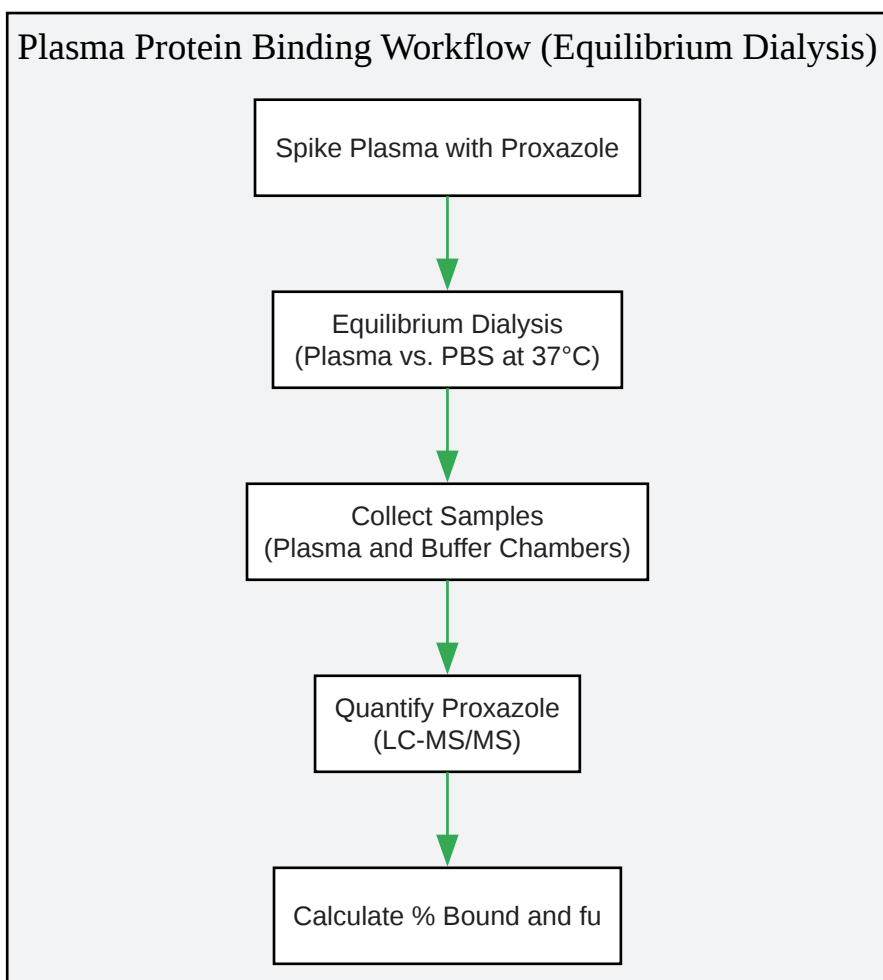 Plasma Protein Binding Workflow (Equilibrium Dialysis)
Spike Plasma with Proxazole
Equilibrium Dialysis
(Plasma vs. PBS at 37°C)
Collect Samples
(Plasma and Buffer Chambers)
Quantify Proxazole
(LC-MS/MS)
Calculate % Bound and fu